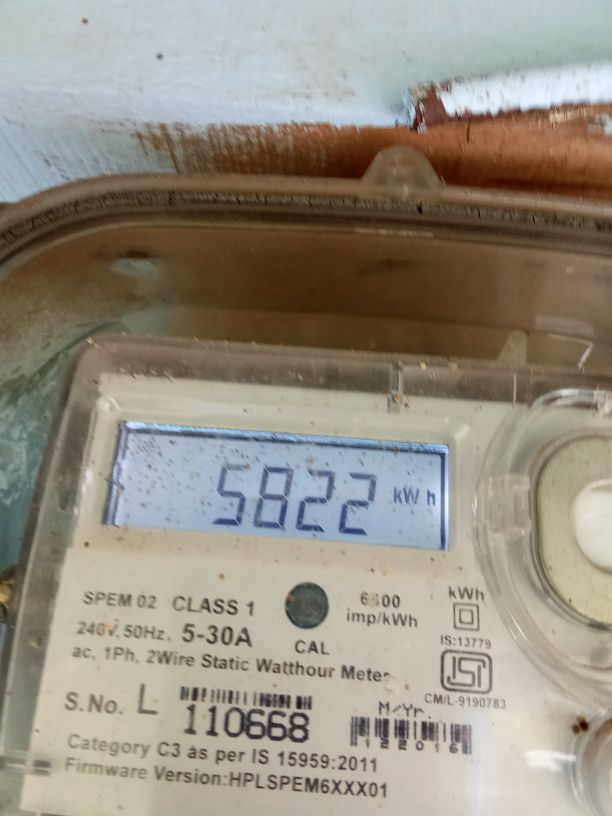 5822 kWh
SPEM 02 CLASS 1
240V, 50Hz, 5-30A
CAL
imp/kWh
kWh
IS:13779
ac, 1Ph, 2Wire Static Watthour Meter
CM/L-9190783
S.No. L 110668
M/Yr.
122016
Category C3 as per IS 15959:2011
Firmware Version:HPLSPEM6XXX01